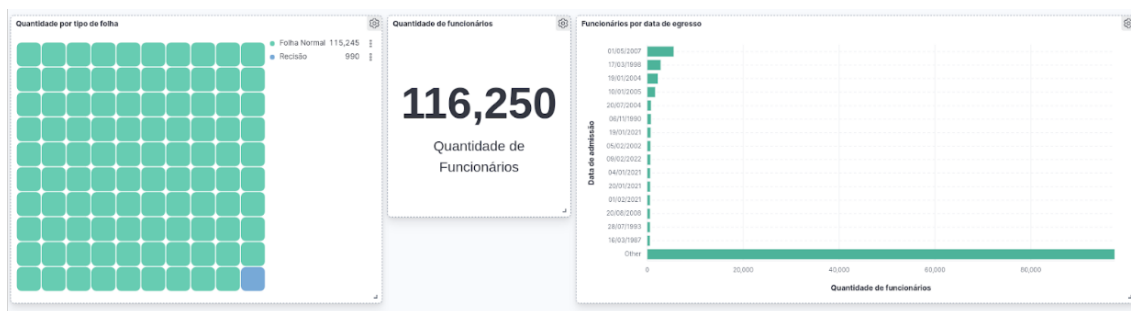 Quantidade por tipo de folha
Folha Normal 115,245
Recisão 990
Quantidade de funcionários
116,250
Quantidade de
Funcionários
Funcionários por data de egresso
Data de admissão
01/05/2007
17/03/1998
19/01/2004
10/01/2005
20/07/2004
06/11/1990
19/01/2021
05/02/2002
09/02/2022
04/01/2021
20/01/2021
01/02/2021
20/08/2008
28/07/1993
16/03/1987
Other
0 20,000 40,000 60,000 80,000
Quantidade de funcionários